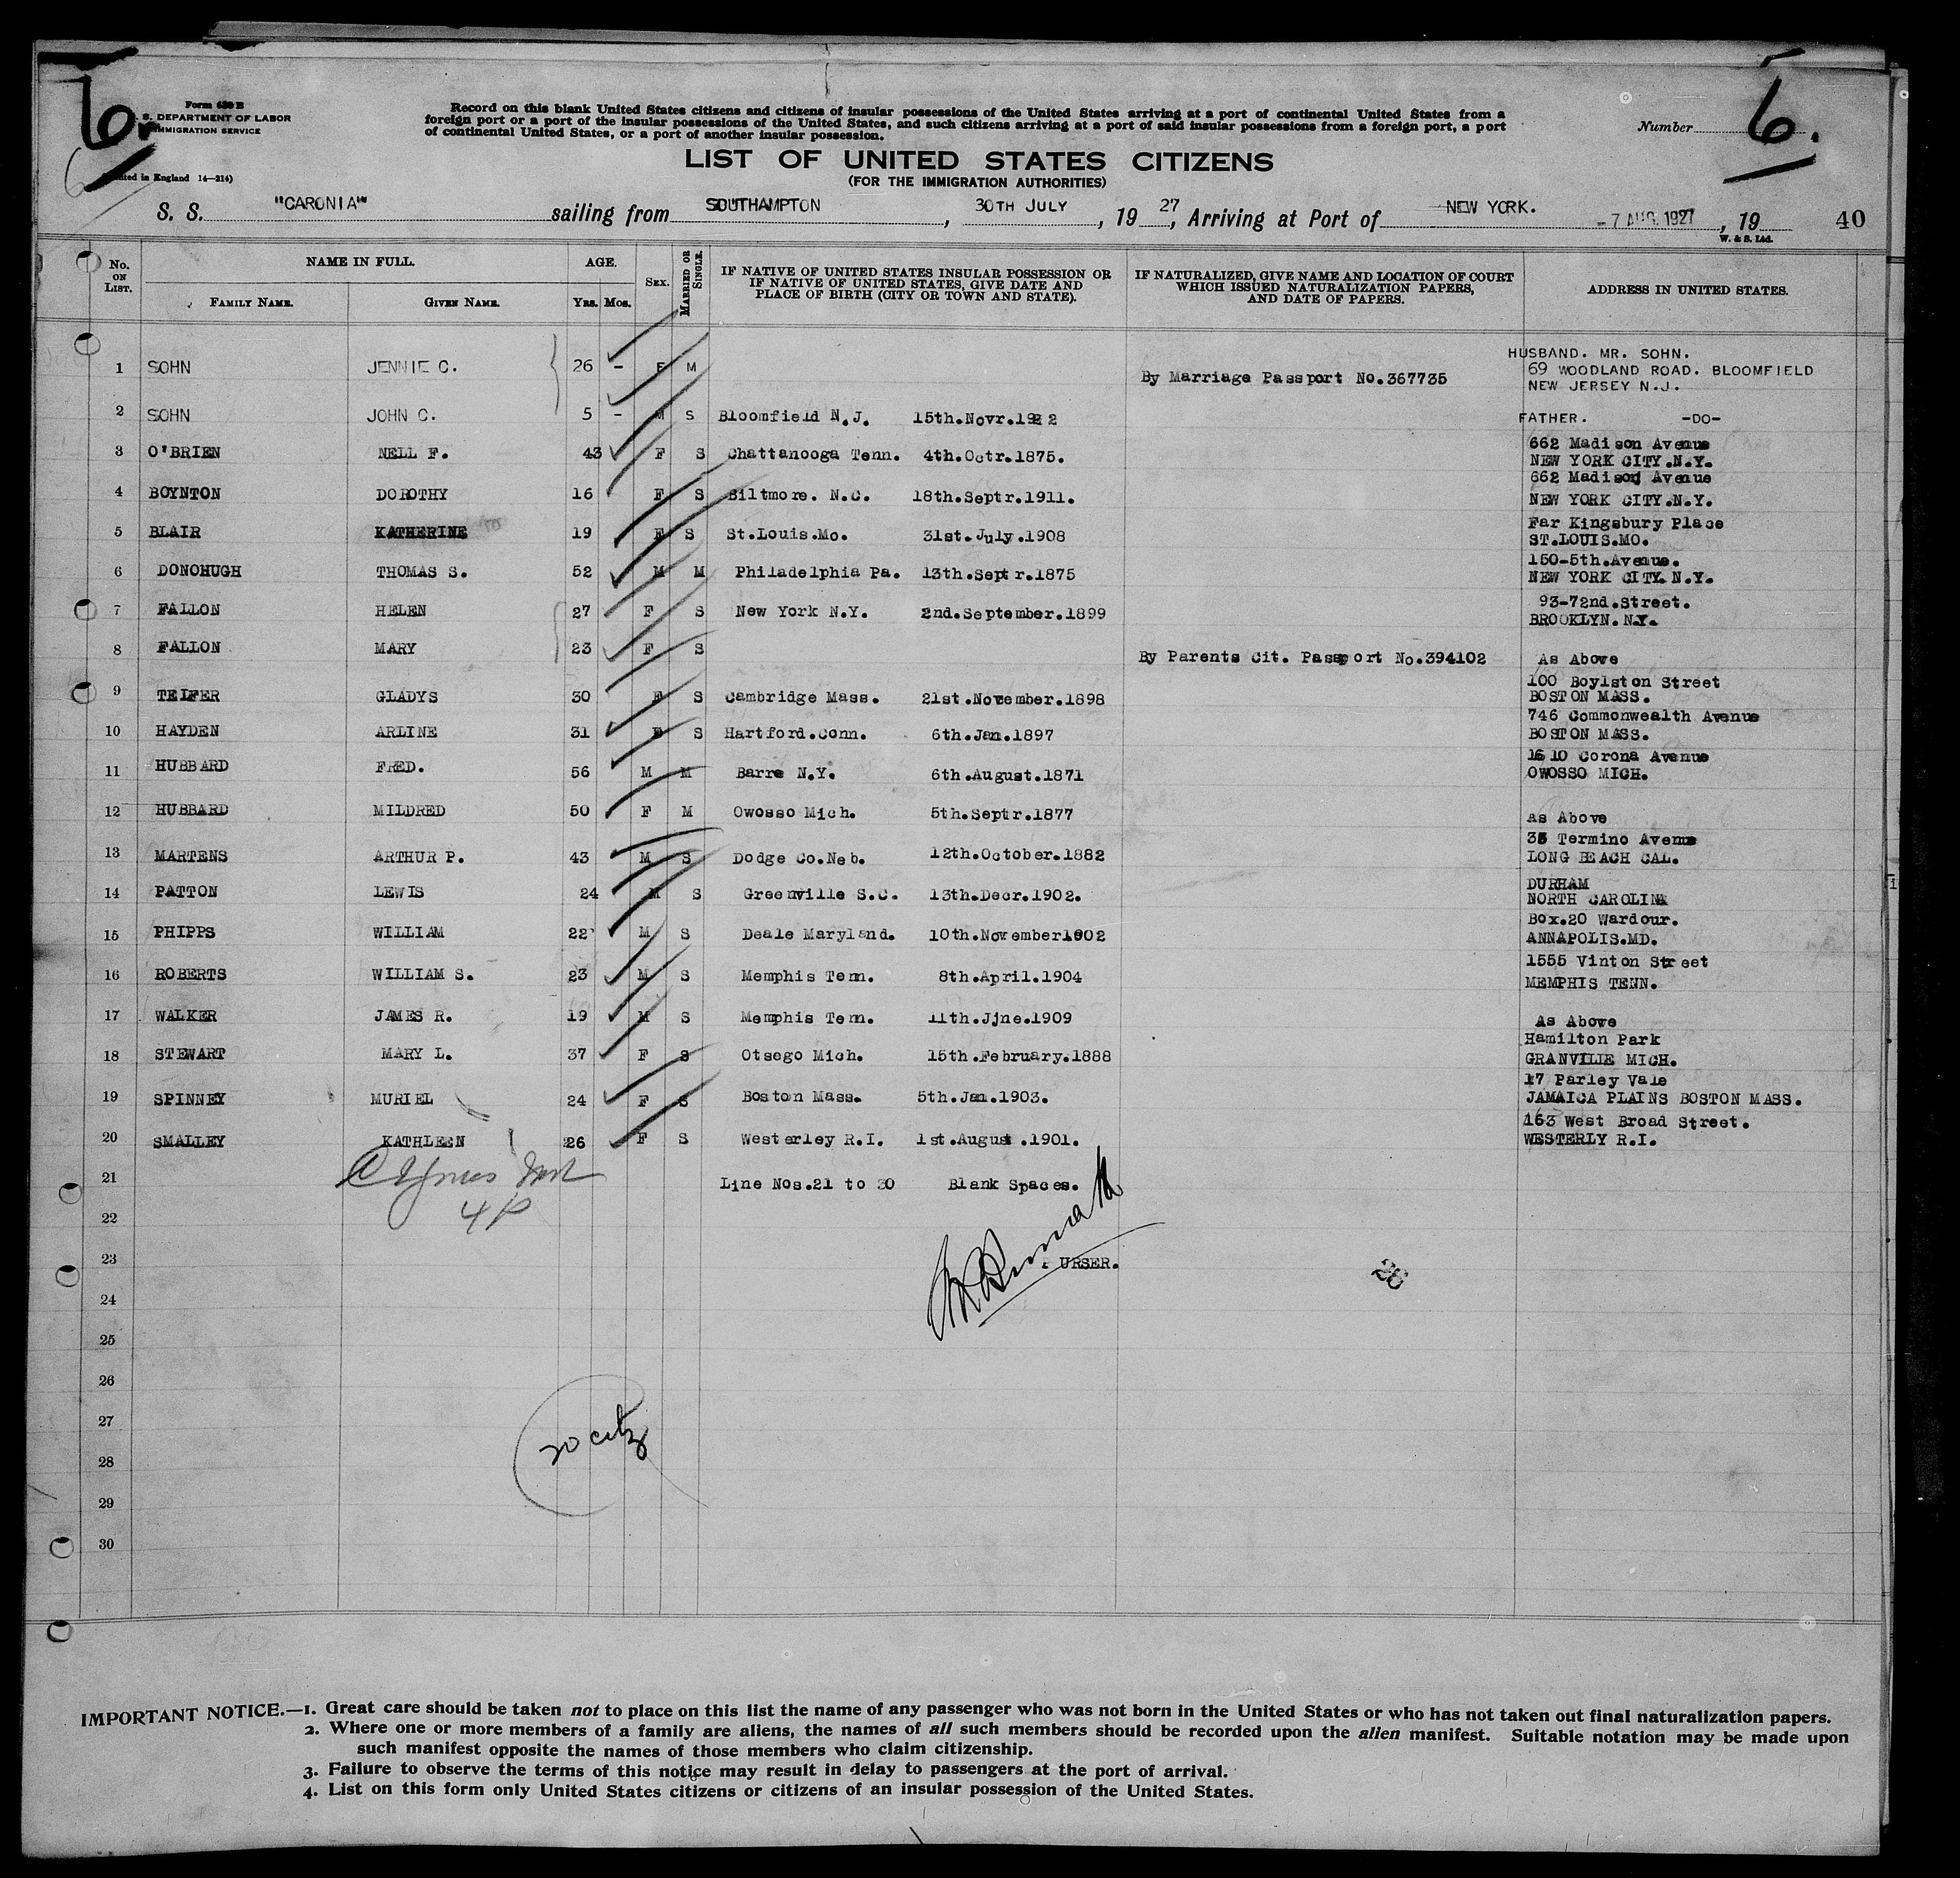 6
Form 630 B
S. DEPARTMENT OF LABOR
IMMIGRATION SERVICE
nted in England 14—214)
Record on this blank United States citizens and citizens of insular possessions of the United States arriving at a port of continental United States from a
foreign port or a port of the insular possessions of the United States, and such citizens arriving at a port of said insular possessions from a foreign port, a port
of continental United States, or a port of another insular possession.
Number 6.
LIST OF UNITED STATES CITIZENS
(FOR THE IMMIGRATION AUTHORITIES)
S. S. "CARONIA" sailing from SOUTHAMPTON, 30TH JULY, 19 27, Arriving at Port of NEW YORK. -7 AUG 1927, 19 40
W. & S. Ltd.
No. ON LIST. NAME IN FULL. FAMILY NAME. GIVEN NAME. AGE. YRS. MOS. SEX. MARRIED OR SINGLE. IF NATIVE OF UNITED STATES INSULAR POSSESSION OR IF NATIVE OF UNITED STATES, GIVE DATE AND PLACE OF BIRTH (CITY OR TOWN AND STATE). IF NATURALIZED, GIVE NAME AND LOCATION OF COURT WHICH ISSUED NATURALIZATION PAPERS, AND DATE OF PAPERS. ADDRESS IN UNITED STATES.
1 SOHN JENNIE C. 26 - F M By Marriage Passport No.367735 HUSBAND. MR. SOHN. 69 WOODLAND ROAD. BLOOMFIELD NEW JERSEY N.J.
2 SOHN JOHN C. 5 - M S Bloomfield N.J. 15th.Novr.1922 FATHER. -DO-
3 O'BRIEN NELL F. 43 F S Chattanooga Tenn. 4th.Octr.1875. 662 Madison Avenue NEW YORK CITY.N.Y.
4 BOYNTON DOROTHY 16 F S Biltmore. N.C. 18th.Septr.1911. 662 Madison Avenue NEW YORK CITY.N.Y.
5 BLAIR KATHERINE 19 F S St.Louis.Mo. 31st.July.1908 Far Kingsbury Place ST.LOUIS.MO.
6 DONOHUGH THOMAS S. 52 M M Philadelphia Pa. 13th.Septr.1875 150-5th.Avenue. NEW YORK CITY. N.Y.
7 FALLON HELEN 27 F S New York N.Y. 2nd.September.1899 93-72nd.Street. BROOKLYN. N.Y.
8 FALLON MARY 23 F S By Parents Cit. Passport No.394102 As Above
9 TEIFER GLADYS 30 F S Cambridge Mass. 21st.November.1898 100 Boylston Street BOSTON MASS.
10 HAYDEN ARLINE 31 F S Hartford.Conn. 6th.Jan.1897 746 Commonwealth Avenue BOSTON MASS.
11 HUBBARD FRED. 56 M M Barre N.Y. 6th.August.1871 1610 Corona Avenue OWOSSO MICH.
12 HUBBARD MILDRED 50 F M Owosso Mich. 5th.Septr.1877 As Above
13 MARTENS ARTHUR P. 43 M S Dodge Co.Neb. 12th.October.1882 35 Termino Avenue LONG BEACH CAL.
14 PATTON LEWIS 24 M S Greenville S.C. 13th.Decr.1902. DURHAM NORTH CAROLINA
15 PHIPPS WILLIAM 22 M S Deale Maryland. 10th.November1902 Box.20 Wardour. ANNAPOLIS.MD.
16 ROBERTS WILLIAM S. 23 M S Memphis Tenn. 8th.April.1904 1555 Vinton Street MEMPHIS TENN.
17 WALKER JAMES R. 19 M S Memphis Tenn. 11th.Jjne.1909 As Above
18 STEWART MARY L. 37 F S Otsego Mich. 15th.February.1888 Hamilton Park GRANVILLE MICH.
19 SPINNEY MURIEL 24 F S Boston Mass. 5th.Jan.1903. 17 Parley Vale JAMAICA PLAINS BOSTON MASS.
20 SMALLEY KATHLEEN 26 F S Westerley R.I. 1st.August.1901. 163 West Broad Street. WESTERLY R.I.
21 Line Nos.21 to 30 Blank Spaces.
4P
22
23 PURSER. 26
24
25
26
27
20 citz
28
29
30
IMPORTANT NOTICE.—1. Great care should be taken not to place on this list the name of any passenger who was not born in the United States or who has not taken out final naturalization papers.
2. Where one or more members of a family are aliens, the names of all such members should be recorded upon the alien manifest. Suitable notation may be made upon
such manifest opposite the names of those members who claim citizenship.
3. Failure to observe the terms of this notice may result in delay to passengers at the port of arrival.
4. List on this form only United States citizens or citizens of an insular possession of the United States.